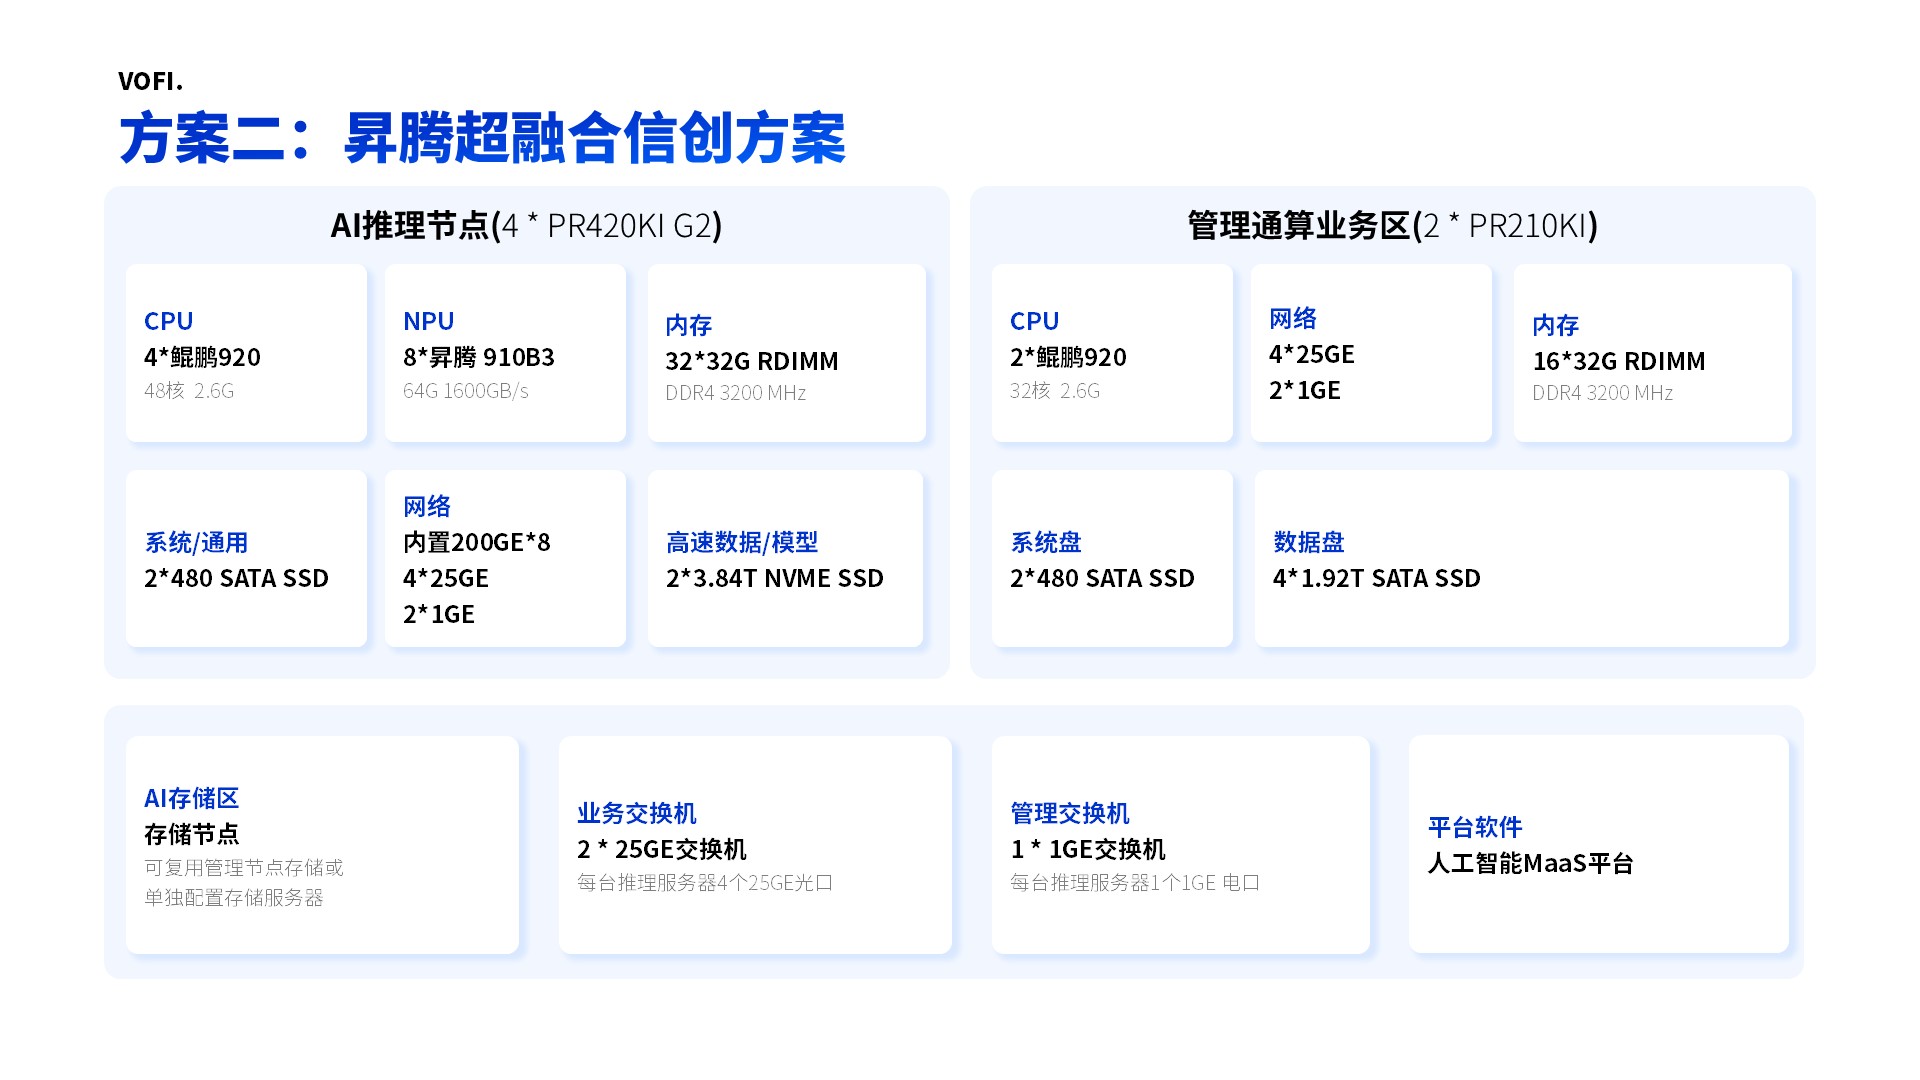 VOFI.
方案二：昇腾超融合信创方案
AI推理节点(4 * PR420KI G2)
CPU
4*鲲鹏920
48核 2.6G
NPU
8*昇腾 910B3
64G 1600GB/s
内存
32*32G RDIMM
DDR4 3200 MHz
系统/通用
2*480 SATA SSD
网络
内置200GE*8
4*25GE
2*1GE
高速数据/模型
2*3.84T NVME SSD
管理通算业务区(2 * PR210KI)
CPU
2*鲲鹏920
32核 2.6G
网络
4*25GE
2*1GE
内存
16*32G RDIMM
DDR4 3200 MHz
系统盘
2*480 SATA SSD
数据盘
4*1.92T SATA SSD
AI存储区
存储节点
可复用管理节点存储或
单独配置存储服务器
业务交换机
2 * 25GE交换机
每台推理服务器4个25GE光口
管理交换机
1 * 1GE交换机
每台推理服务器1个1GE 电口
平台软件
人工智能MaaS平台